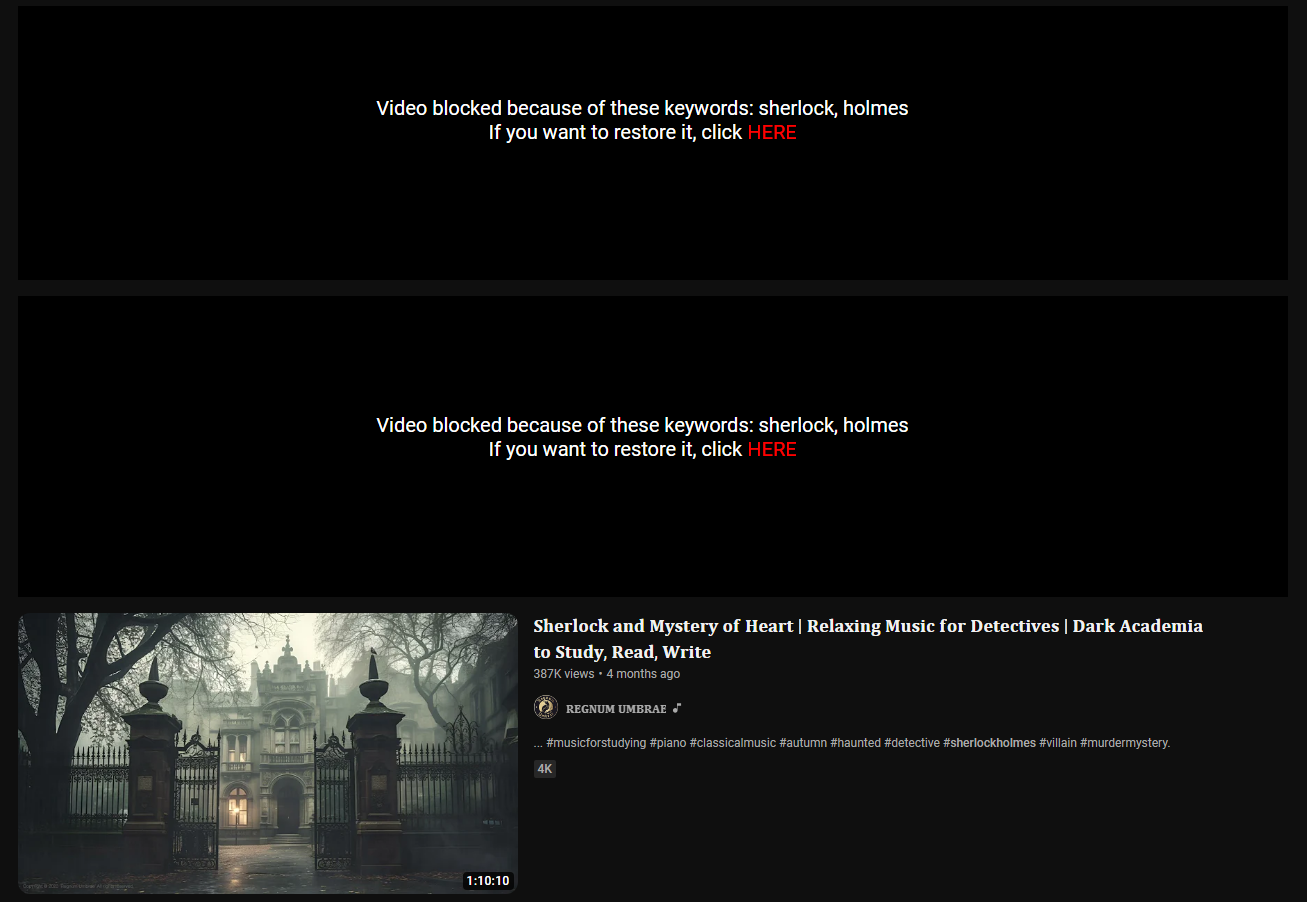 Video blocked because of these keywords: sherlock, holmes
If you want to restore it, click HERE
Video blocked because of these keywords: sherlock, holmes
If you want to restore it, click HERE
Sherlock and Mystery of Heart | Relaxing Music for Detectives | Dark Academia
to Study, Read, Write
387K views • 4 months ago
REGNUM UMBRAE
... #musicforstudying #piano #classicalmusic #autumn #haunted #detective #sherlockholmes #villain #murdermystery.
4K
1:10:10